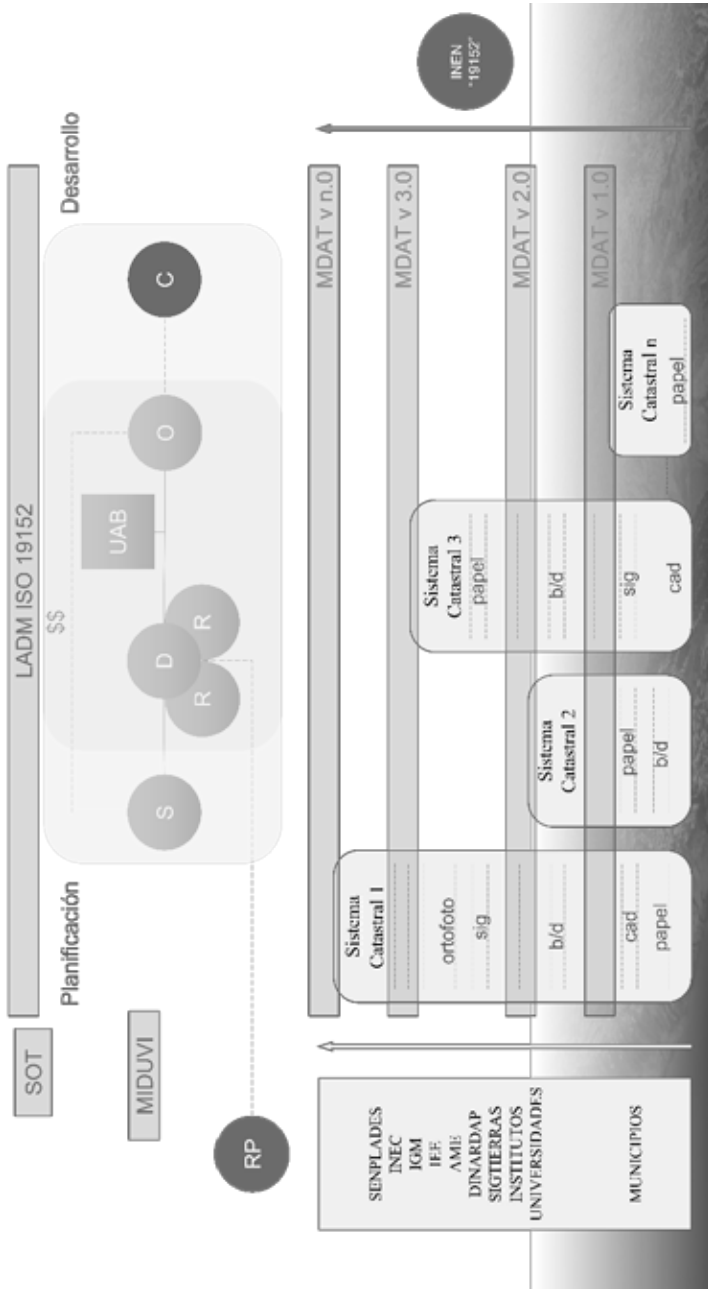 SOT
LADM ISO 19152
MIDUVI
Planificación
Desarrollo
$$
S
R
D
R
UAB
O
C
RP
INEN
"19152"
SENPLADES
INEC
IGM
IEE
AME
DINARDAP
SIGTIERRAS
INSTITUTOS
UNIVERSIDADES
MUNICIPIOS
MDAT v n.0
MDAT v 3.0
MDAT v 2.0
MDAT v 1.0
Sistema
Catastral 1
ortofoto
sig
b/d
cad
papel
Sistema
Catastral 2
papel
b/d
Sistema
Catastral 3
papel
b/d
sig
cad
Sistema
Catastral n
papel